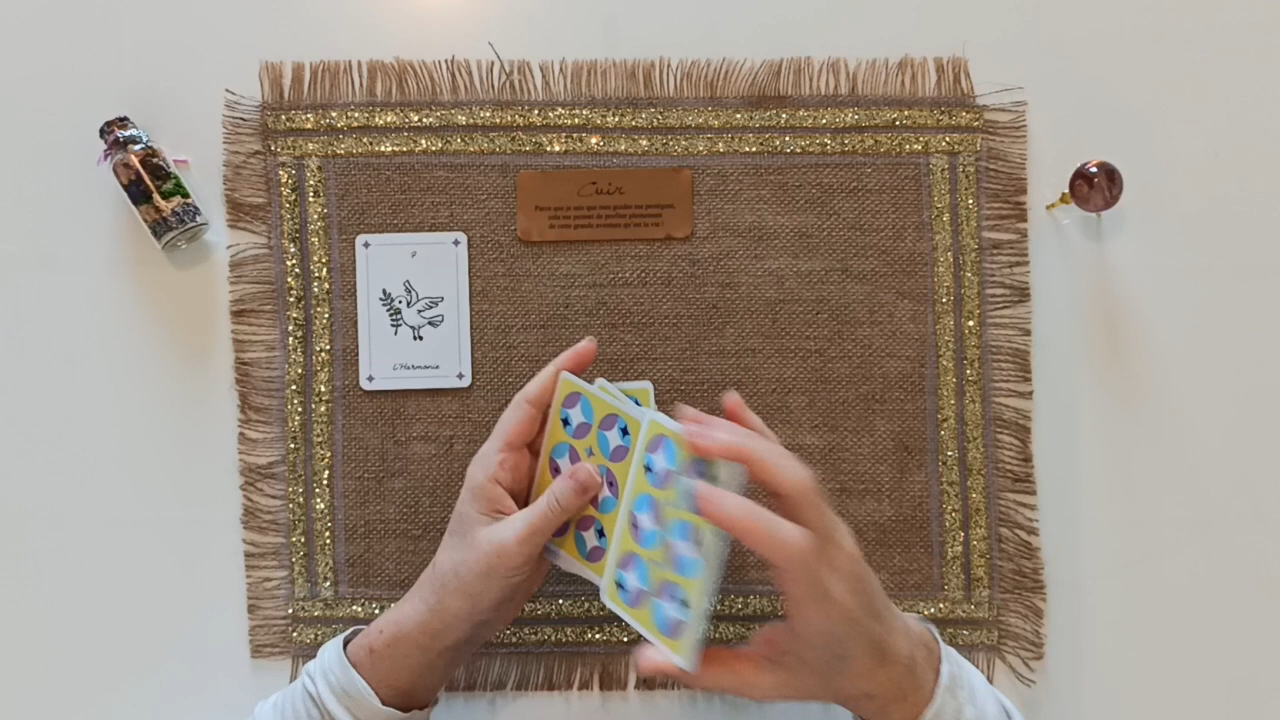 Cuir
Parce que je sais que mes guides me protègent,
cela me permet de profiter pleinement
de cette grande aventure qu'est la vie !
L'Harmonie